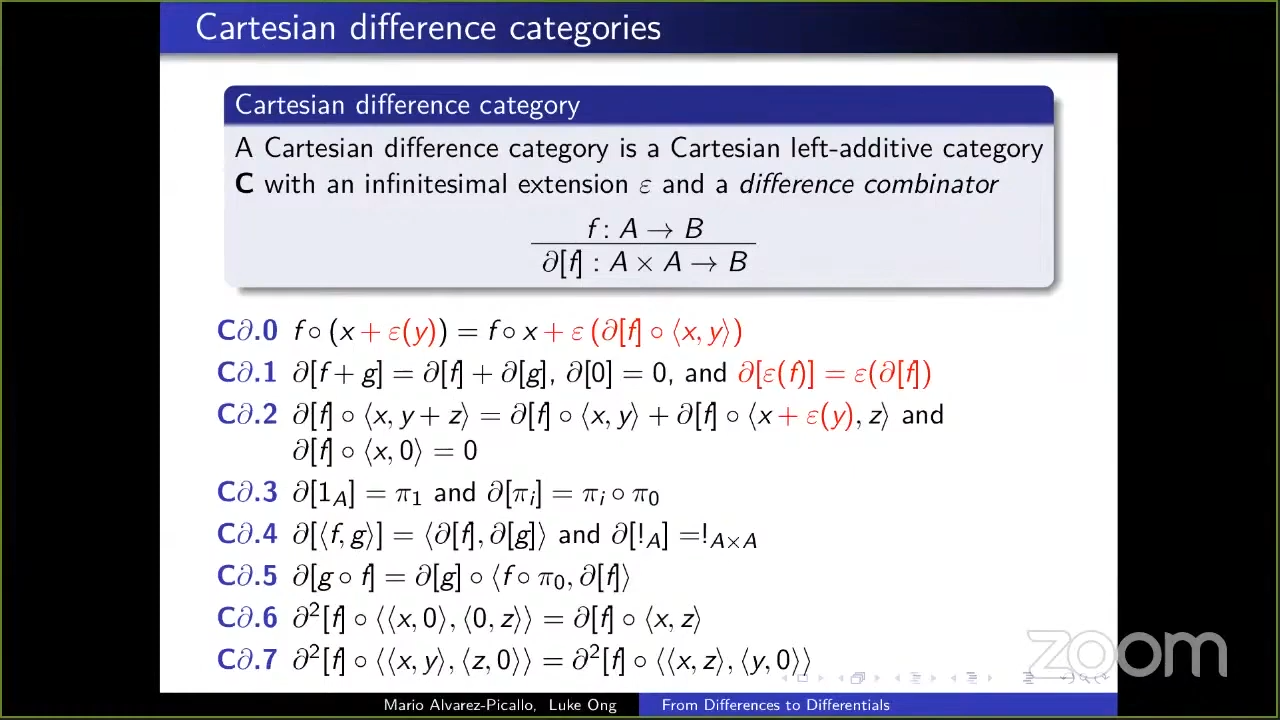 Cartesian difference categories
Cartesian difference category
A Cartesian difference category is a Cartesian left-additive category
C with an infinitesimal extension ε and a difference combinator
f : A → B
∂[f] : A × A → B
C∂.0 f ∘ (x + ε(y)) = f ∘ x + ε (∂[f] ∘ ⟨x, y⟩)
C∂.1 ∂[f + g] = ∂[f] + ∂[g], ∂[0] = 0, and ∂[ε(f)] = ε(∂[f])
C∂.2 ∂[f] ∘ ⟨x, y + z⟩ = ∂[f] ∘ ⟨x, y⟩ + ∂[f] ∘ ⟨x + ε(y), z⟩ and
∂[f] ∘ ⟨x, 0⟩ = 0
C∂.3 ∂[1_A] = π₁ and ∂[π_i] = π_i ∘ π₀
C∂.4 ∂[⟨f, g⟩] = ⟨∂[f], ∂[g]⟩ and ∂[!_A] =!_{A×A}
C∂.5 ∂[g ∘ f] = ∂[g] ∘ ⟨f ∘ π₀, ∂[f]⟩
C∂.6 ∂²[f] ∘ ⟨⟨x, 0⟩, ⟨0, z⟩⟩ = ∂[f] ∘ ⟨x, z⟩
C∂.7 ∂²[f] ∘ ⟨⟨x, y⟩, ⟨z, 0⟩⟩ = ∂²[f] ∘ ⟨⟨x, z⟩, ⟨y, 0⟩⟩
zoom
Mario Alvarez-Picallo, Luke Ong From Differences to Differentials